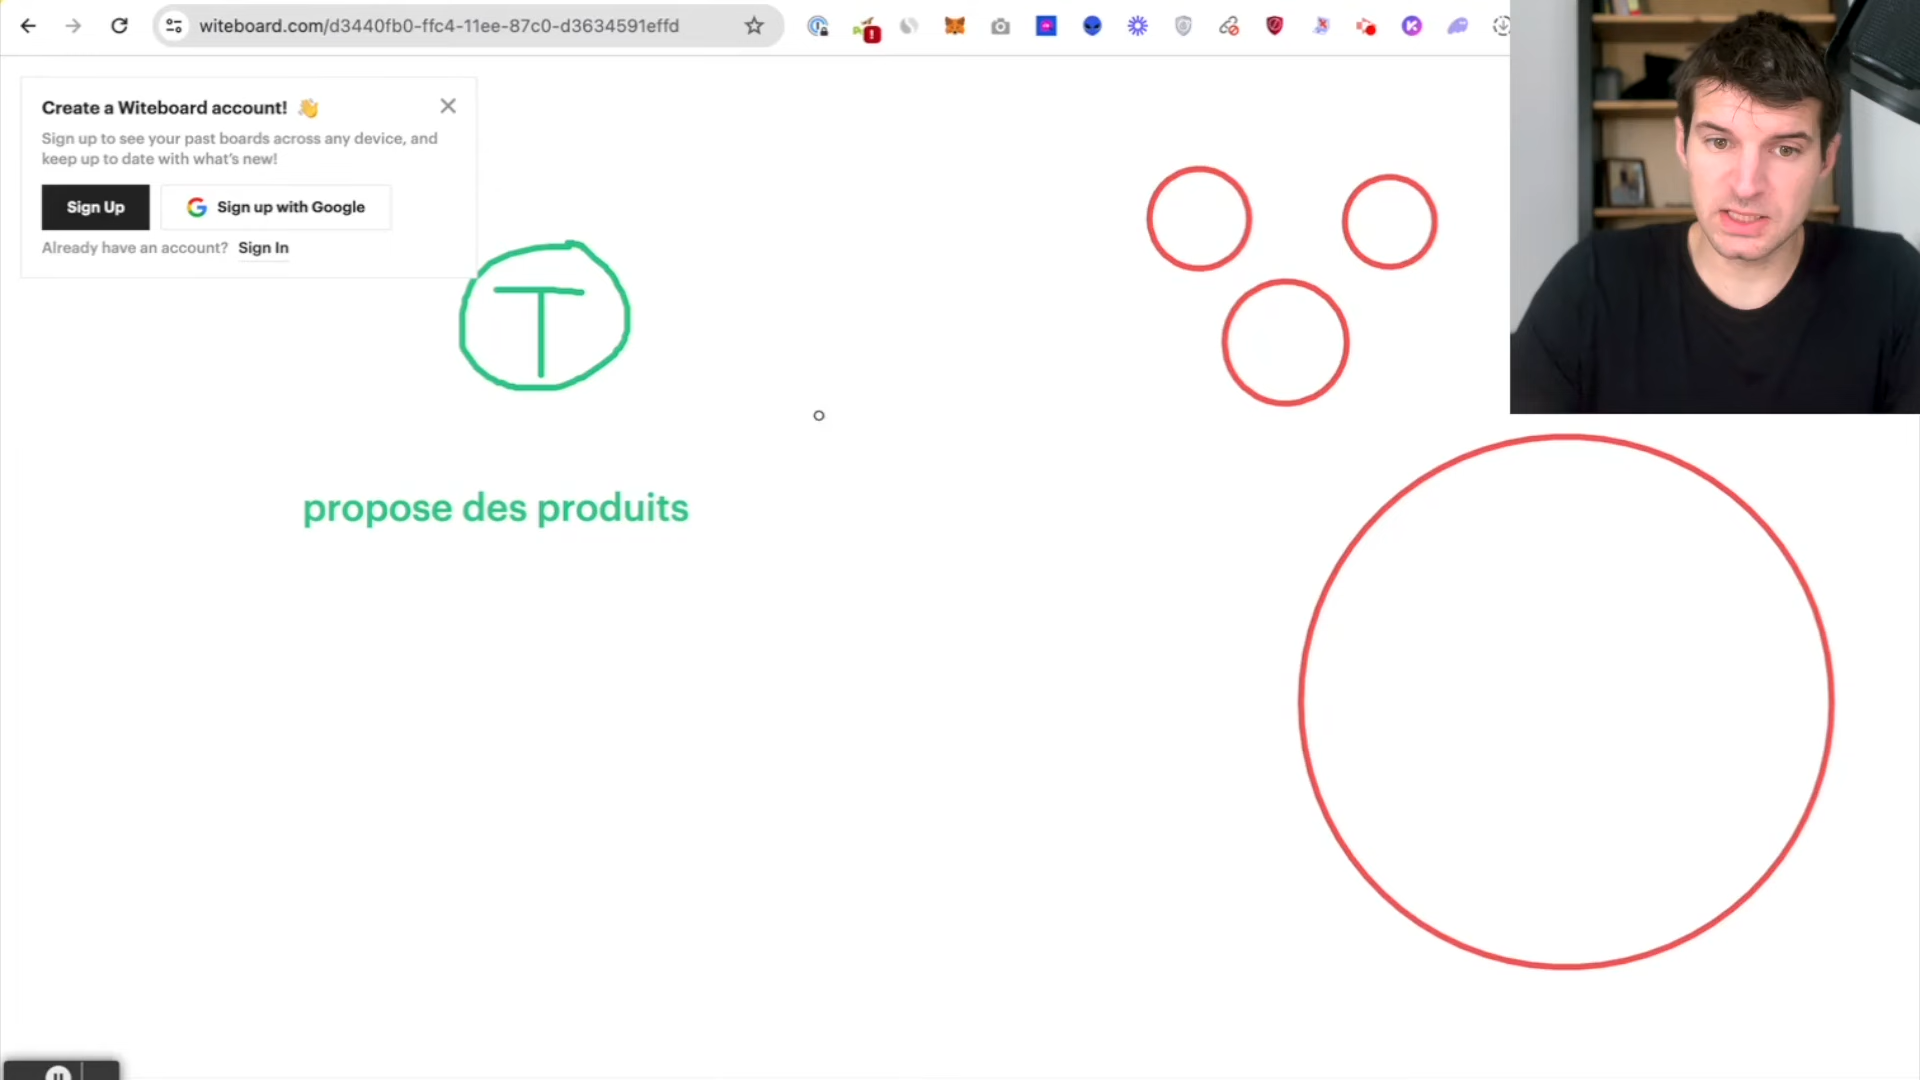 witeboard.com/d3440fb0-ffc4-11ee-87c0-d3634591effd
Create a Witeboard account! 👋
Sign up to see your past boards across any device, and
keep up to date with what's new!
Sign Up
Sign up with Google
Already have an account? Sign In
T
propose des produits